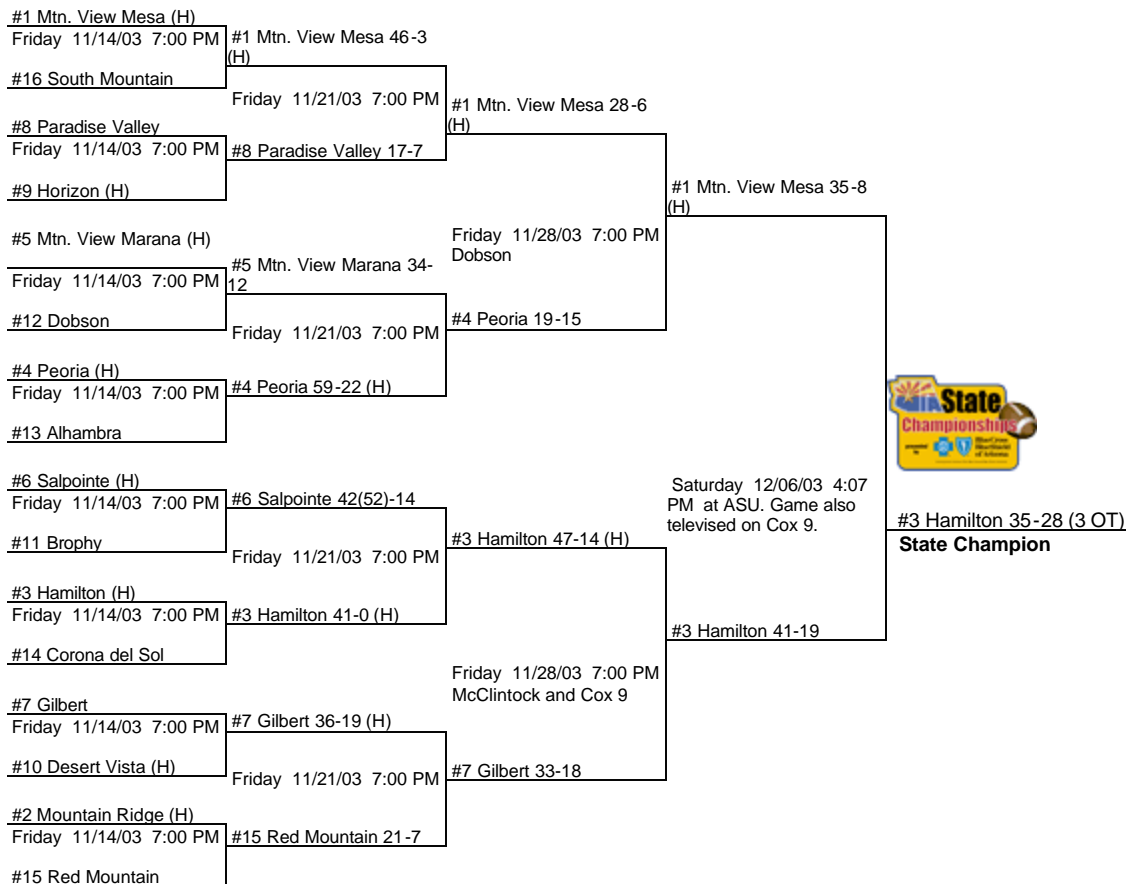 #1 Mtn. View Mesa (H)
Friday 11/14/03 7:00 PM
#16 South Mountain
#8 Paradise Valley
Friday 11/14/03 7:00 PM
#9 Horizon (H)
#5 Mtn. View Marana (H)
Friday 11/14/03 7:00 PM
#12 Dobson
#4 Peoria (H)
Friday 11/14/03 7:00 PM
#13 Alhambra
#6 Salpointe (H)
Friday 11/14/03 7:00 PM
#11 Brophy
#3 Hamilton (H)
Friday 11/14/03 7:00 PM
#14 Corona del Sol
#7 Gilbert
Friday 11/14/03 7:00 PM
#10 Desert Vista (H)
#2 Mountain Ridge (H)
Friday 11/14/03 7:00 PM
#15 Red Mountain
#1 Mtn. View Mesa 46-3
(H)
Friday 11/21/03 7:00 PM
#8 Paradise Valley 17-7
#5 Mtn. View Marana 34-
12
Friday 11/21/03 7:00 PM
#4 Peoria 59-22 (H)
#6 Salpointe 42(52)-14
Friday 11/21/03 7:00 PM
#3 Hamilton 41-0 (H)
#7 Gilbert 36-19 (H)
Friday 11/21/03 7:00 PM
#15 Red Mountain 21-7
#1 Mtn. View Mesa 28-6
(H)
Friday 11/28/03 7:00 PM
Dobson
#4 Peoria 19-15
#3 Hamilton 47-14 (H)
Friday 11/28/03 7:00 PM
McClintock and Cox 9
#7 Gilbert 33-18
#1 Mtn. View Mesa 35-8
(H)
Saturday 12/06/03 4:07
PM at ASU. Game also
televised on Cox 9.
#3 Hamilton 41-19
AIA State
Championships
presented
by
BlueCross
BlueShield
of Arizona
#3 Hamilton 35-28 (3 OT)
State Champion